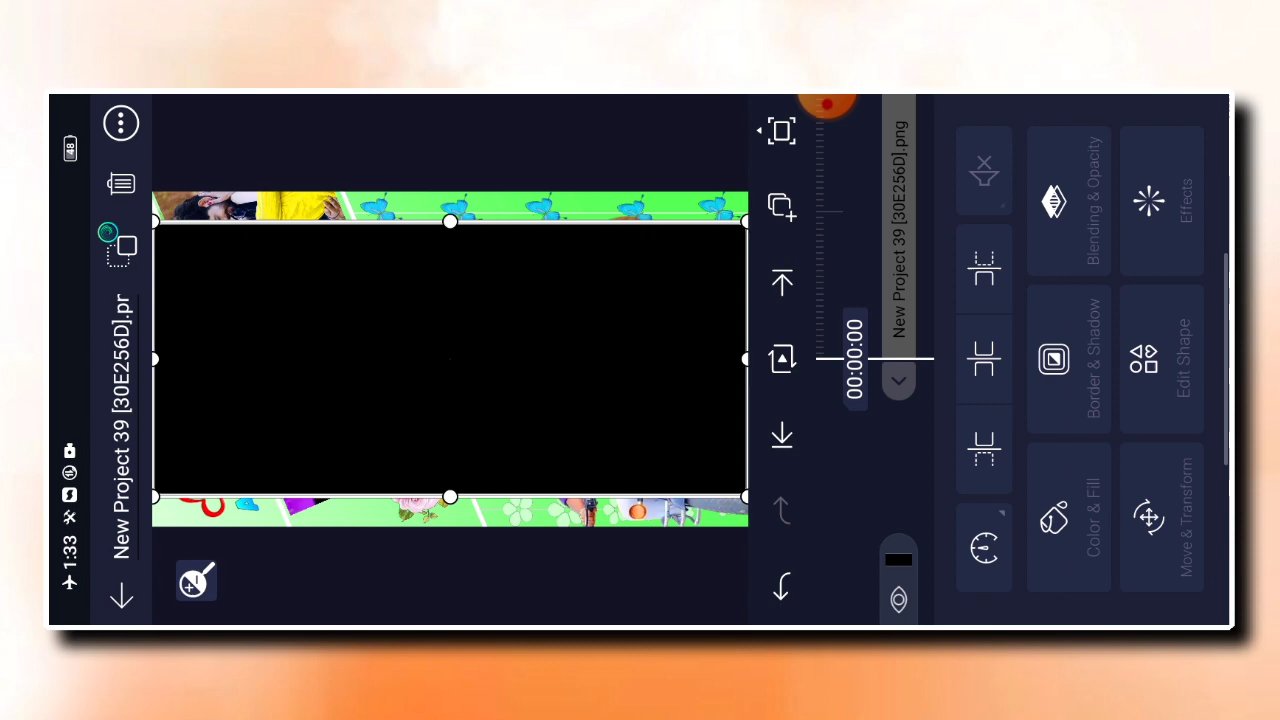 1:33
48
New Project 39 [30E256D].pr
00:00:00
New Project 39 [30E256D].png
Color & Fill
Border & Shadow
Blending & Opacity
Move & Transform
Edit Shape
Effects